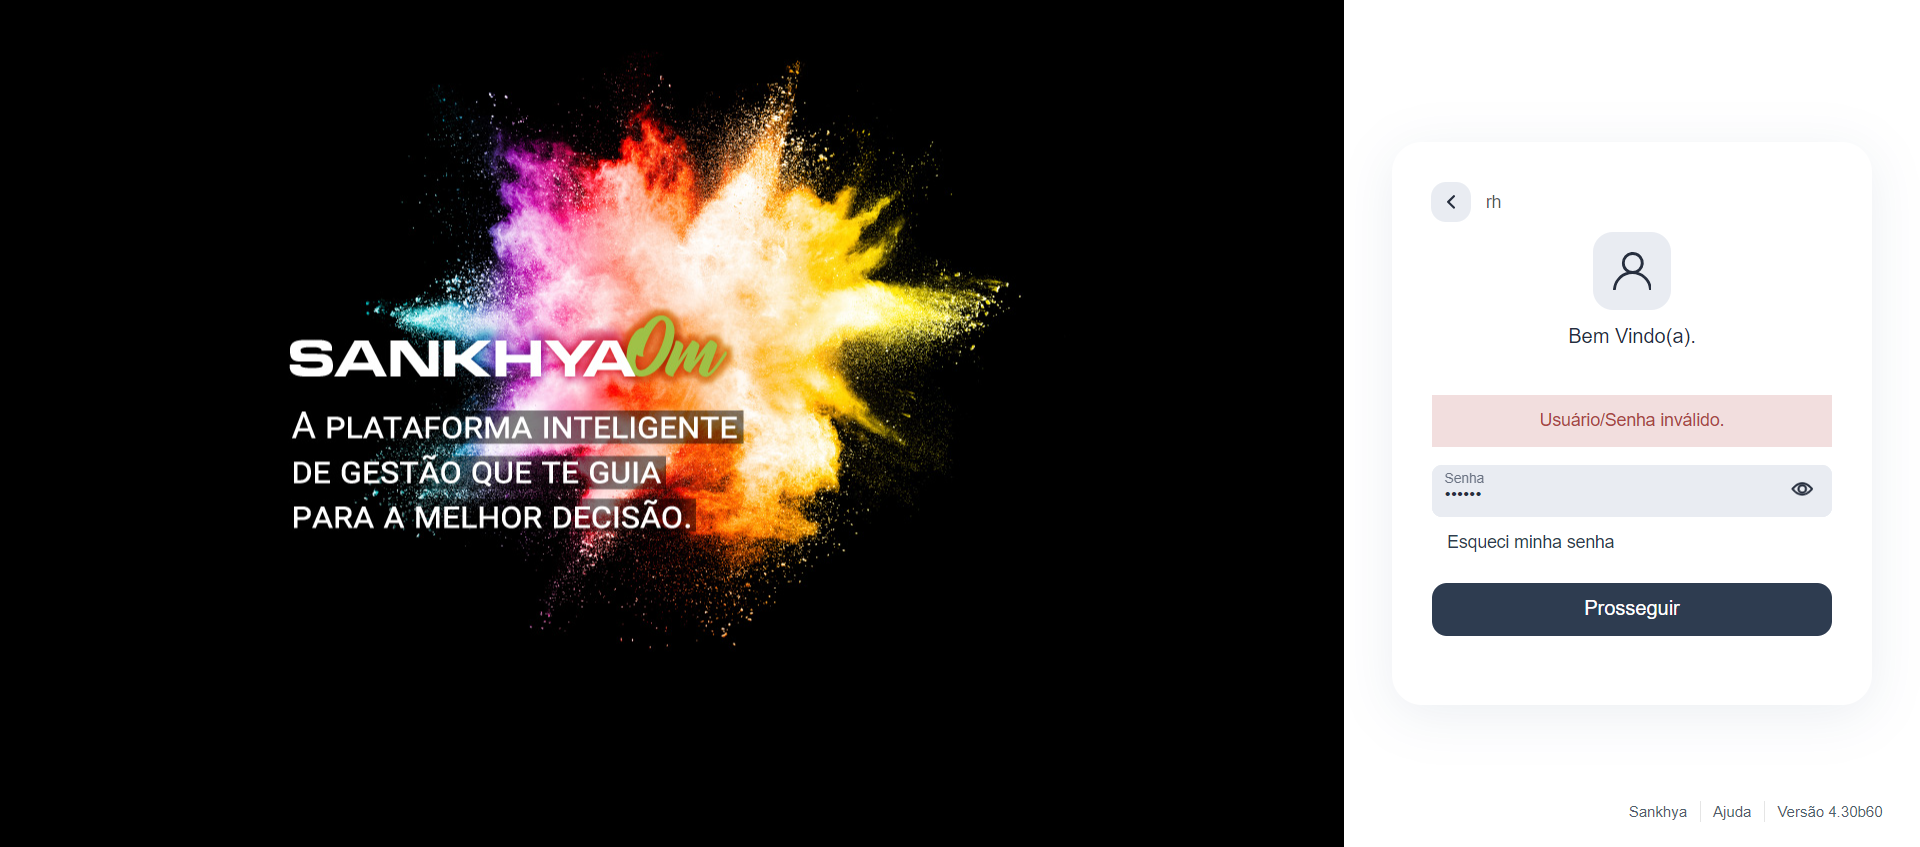 SANKHYA Om
A PLATAFORMA INTELIGENTE
DE GESTÃO QUE TE GUIA
PARA A MELHOR DECISÃO.
rh
Bem Vindo(a).
Usuário/Senha inválido.
Senha
••••••
Esqueci minha senha
Prosseguir
Sankhya
Ajuda
Versão 4.30b60